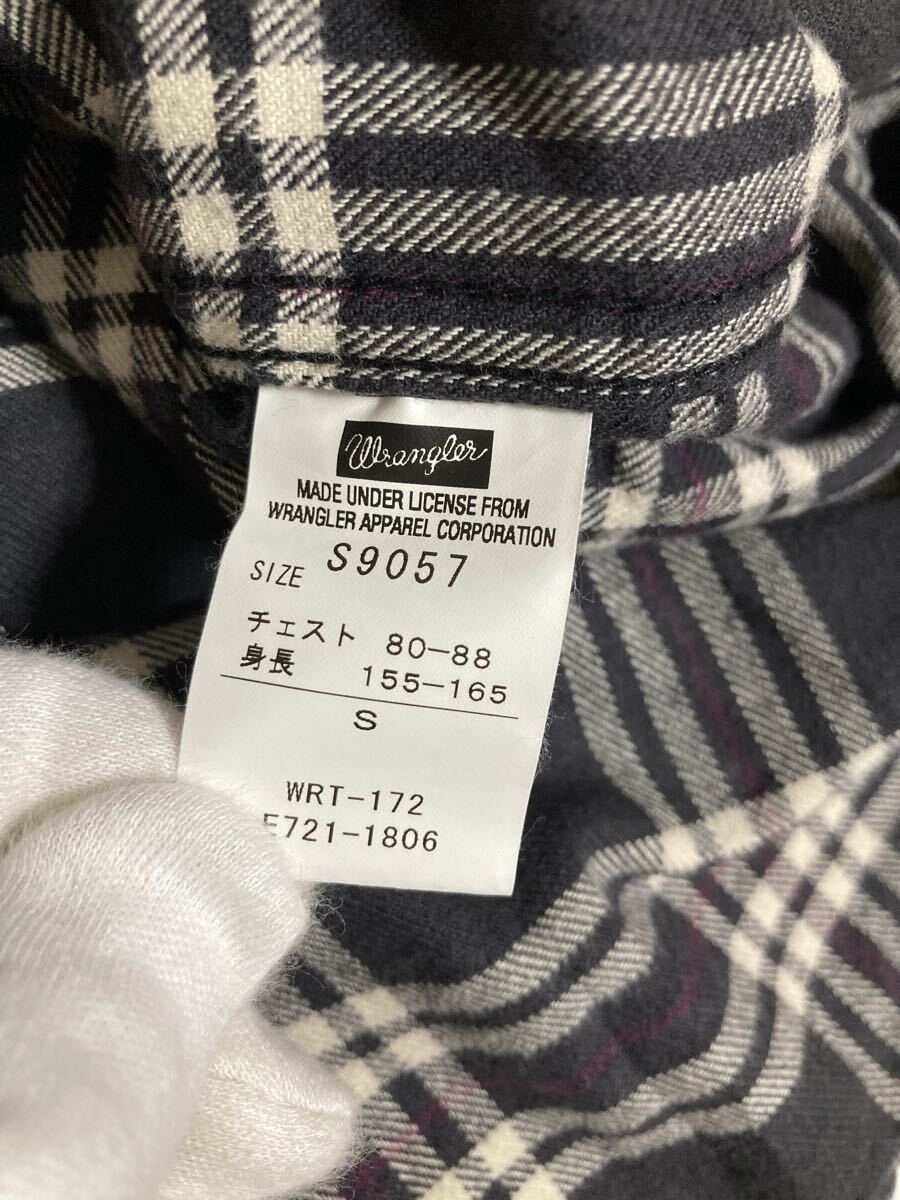 Wrangler
MADE UNDER LICENSE FROM
WRANGLER APPAREL CORPORATION
S9057
SIZE
チェスト 80-88
身長 155-165
S
WRT-172
E721-1806